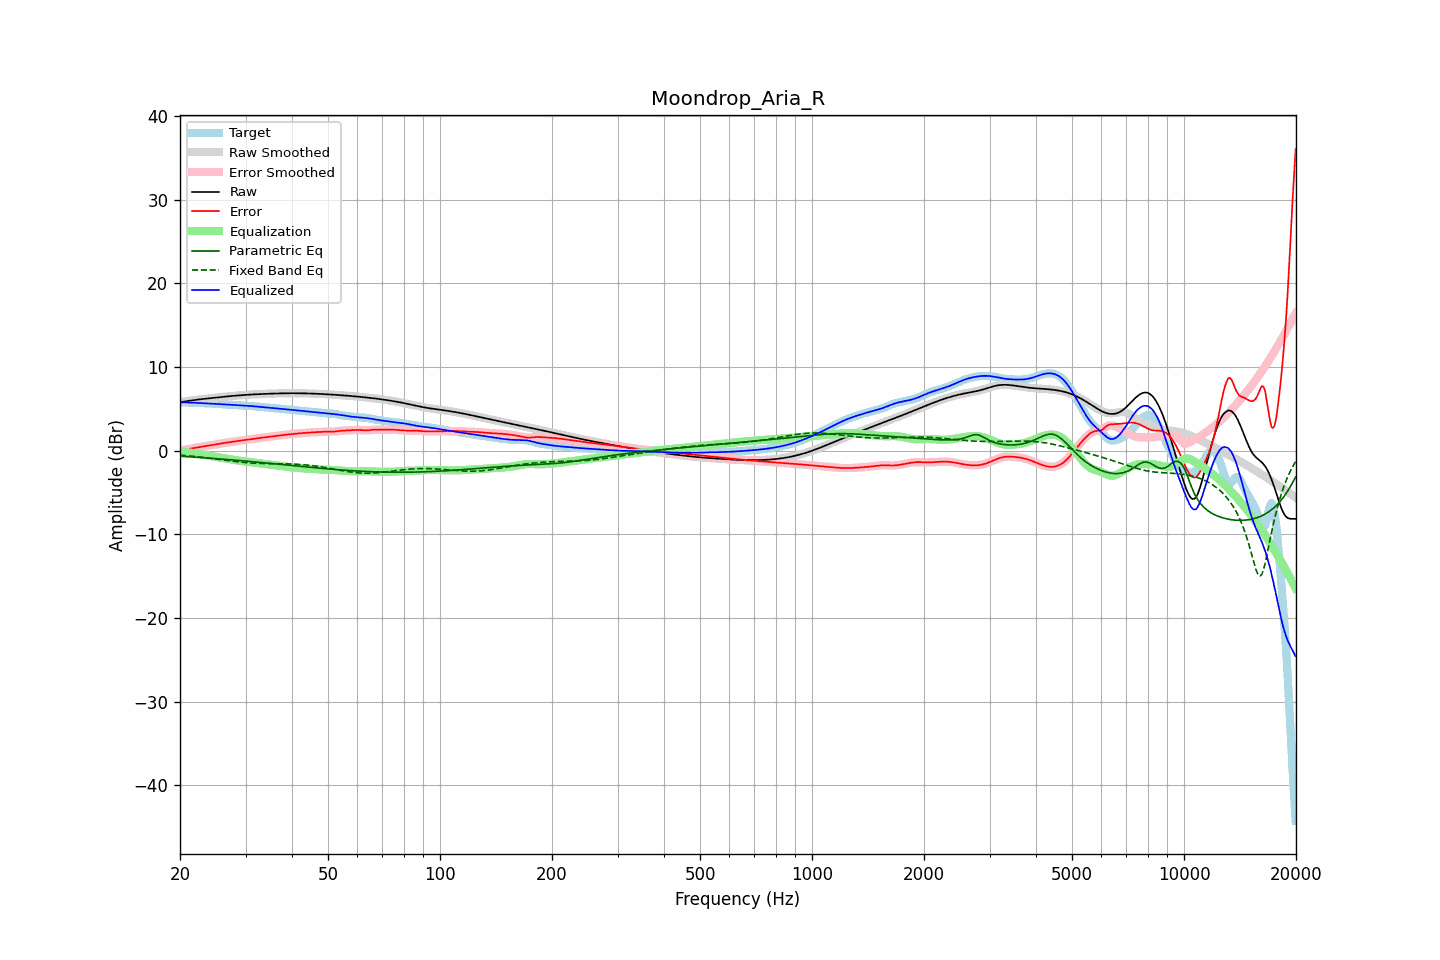 Moondrop_Aria_R
Target
Raw Smoothed
Error Smoothed
Raw
Error
Equalization
Parametric Eq
Fixed Band Eq
Equalized
40
30
20
10
0
−10
−20
−30
−40
Amplitude (dBr)
20 50 100 200 500 1000 2000 5000 10000 20000
Frequency (Hz)